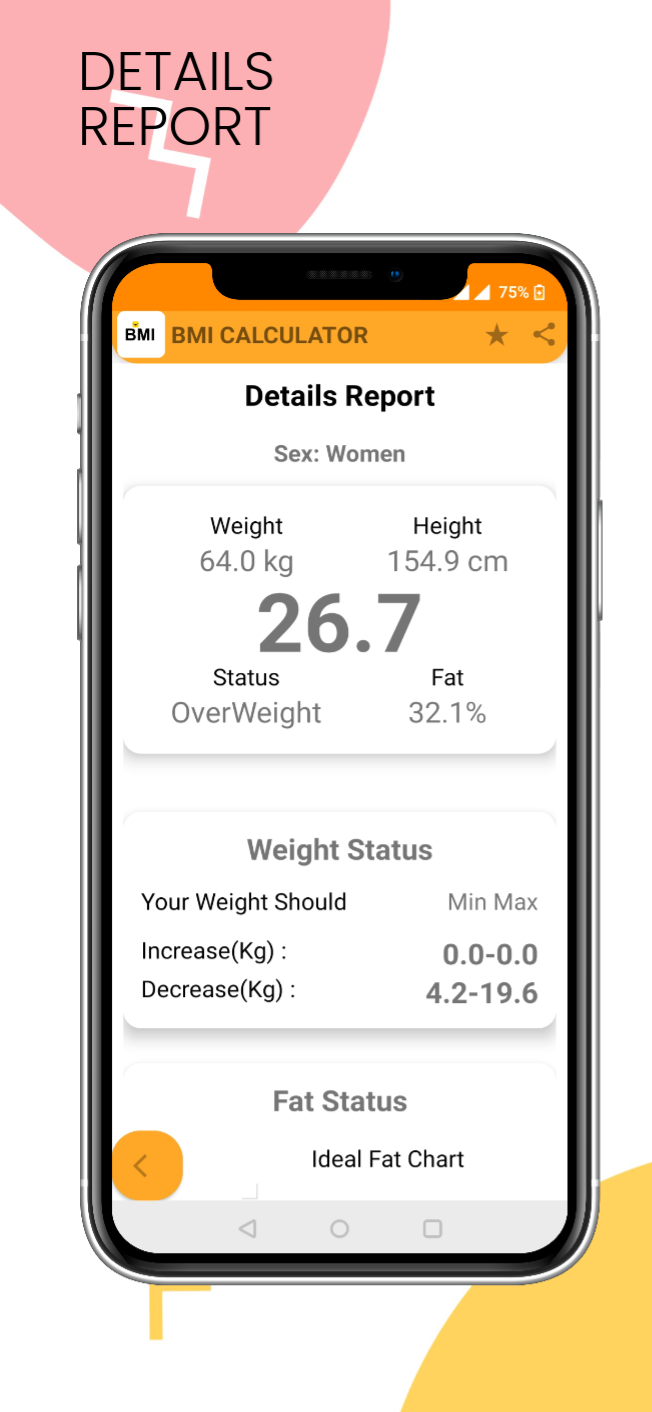 DETAILS
REPORT
75%
BMI BMI CALCULATOR
Details Report
Sex: Women
Weight Height
64.0 kg 154.9 cm
26.7
Status Fat
OverWeight 32.1%
Weight Status
Your Weight Should Min Max
Increase(Kg) : 0.0-0.0
Decrease(Kg) : 4.2-19.6
Fat Status
Ideal Fat Chart